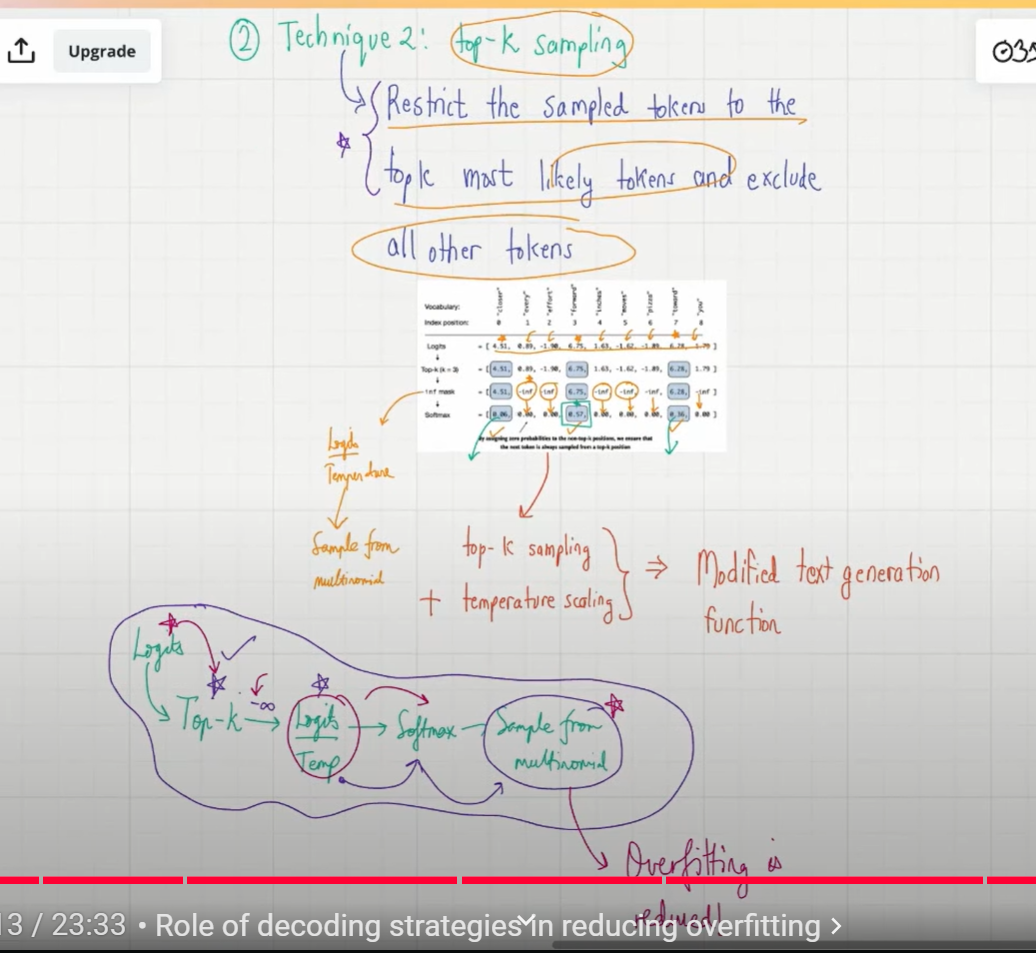 Upgrade
② Technique 2: top-k sampling
Restrict the sampled tokens to the
topk most likely tokens and exclude
all other tokens
Vocabulary: "closer" "every" "effort" "forward" "inches" "moves" "pizza" "toward" "you"
Index position: 0 1 2 3 4 5 6 7 8
Logits = [ 4.51, 0.89, -1.90, 6.75, 1.63, -1.62, -1.89, 6.28, 1.79 ]
Top-k (k = 3) = [ 4.51, 0.89, -1.90, 6.75, 1.63, -1.62, -1.89, 6.28, 1.79 ]
-inf mask = [ 4.51, -inf, -inf, 6.75, -inf, -inf, -inf, 6.28, -inf ]
Softmax = [ 0.06, 0.00, 0.00, 0.57, 0.00, 0.00, 0.00, 0.36, 0.00 ]
By assigning zero probabilities to the non-top-k positions, we ensure that
the next token is always sampled from a top-k position
Logits
Temperature
Sample from
multinomial
top-k sampling
+ temperature scaling
⇒ Modified text generation
function
Logits
Top-k
-∞
Logits
Temp
Softmax
Sample from
multinomial
Overfitting is
reduced!
13 / 23:33 • Role of decoding strategies in reducing overfitting >